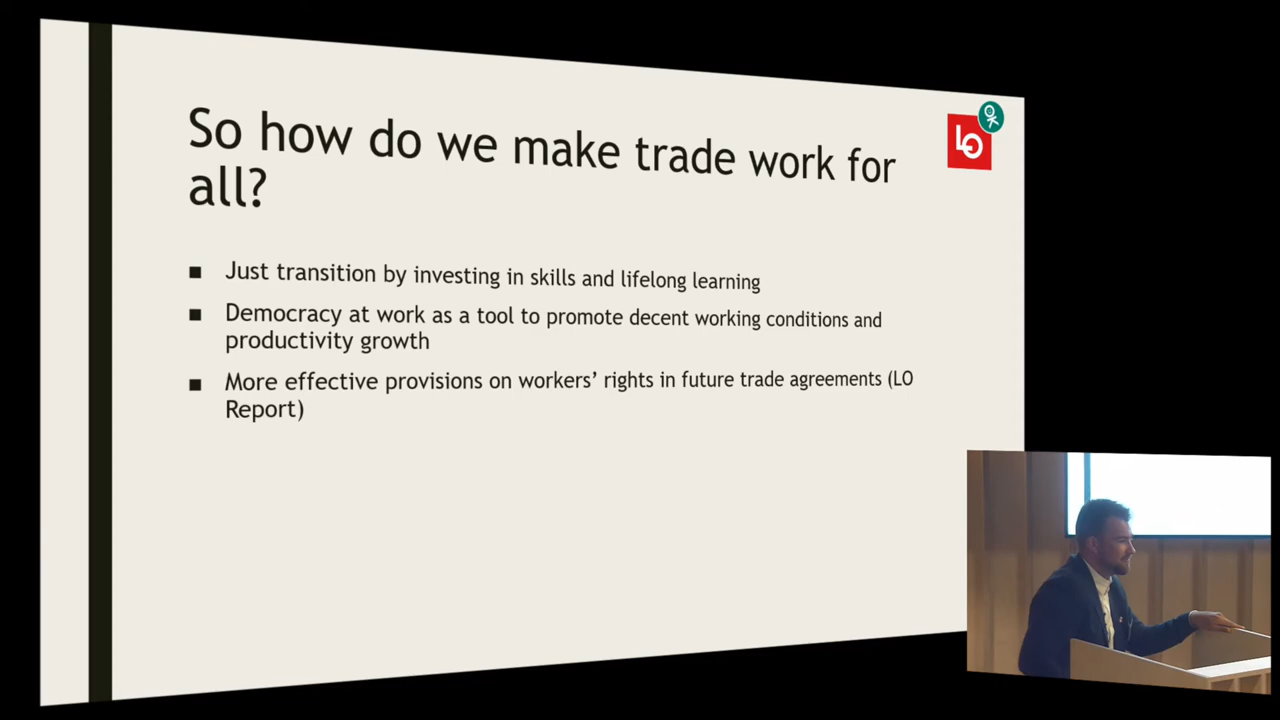 So how do we make trade work for
all?
LO
Just transition by investing in skills and lifelong learning
Democracy at work as a tool to promote decent working conditions and
productivity growth
More effective provisions on workers’ rights in future trade agreements (LO
Report)